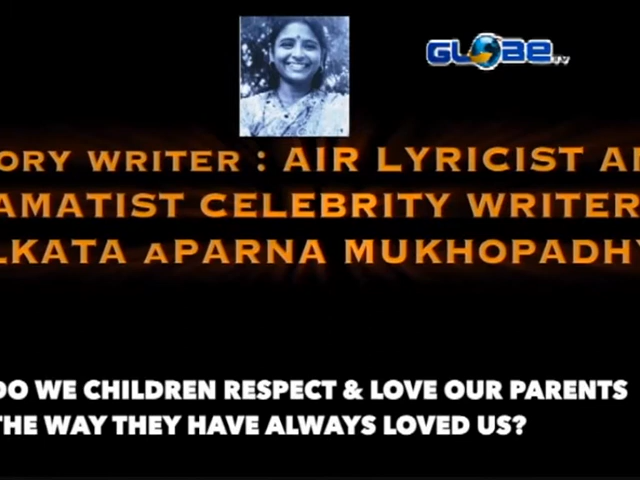 GLOBE TV
ORY WRITER : AIR LYRICIST AN
AMATIST CELEBRITY WRITER
LKATA APARNA MUKHOPADHY
DO WE CHILDREN RESPECT & LOVE OUR PARENTS
THE WAY THEY HAVE ALWAYS LOVED US?